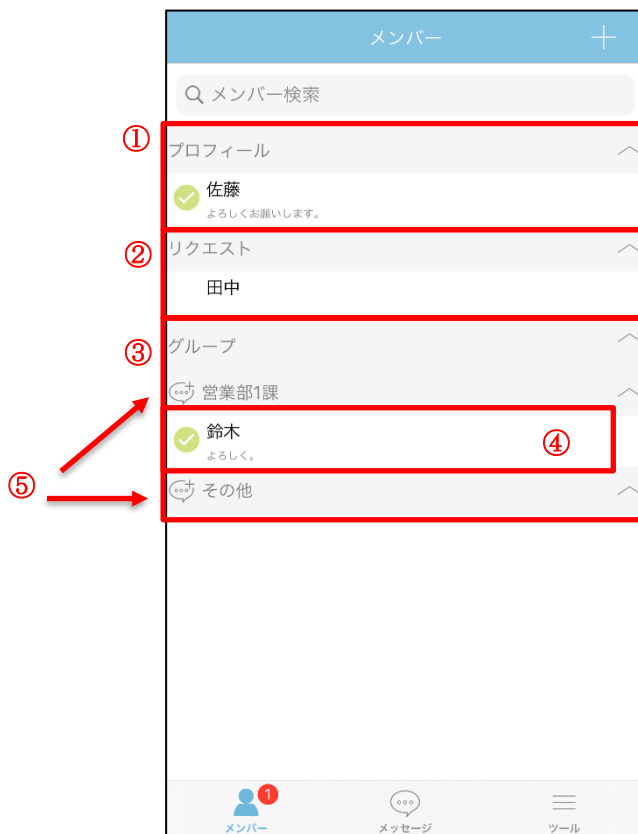 メンバー
メンバー検索
①
プロフィール
佐藤
よろしくお願いします。
②
リクエスト
田中
③
グループ
営業部1課
鈴木
よろしく。
④
⑤
その他
1
メンバー
メッセージ
ツール